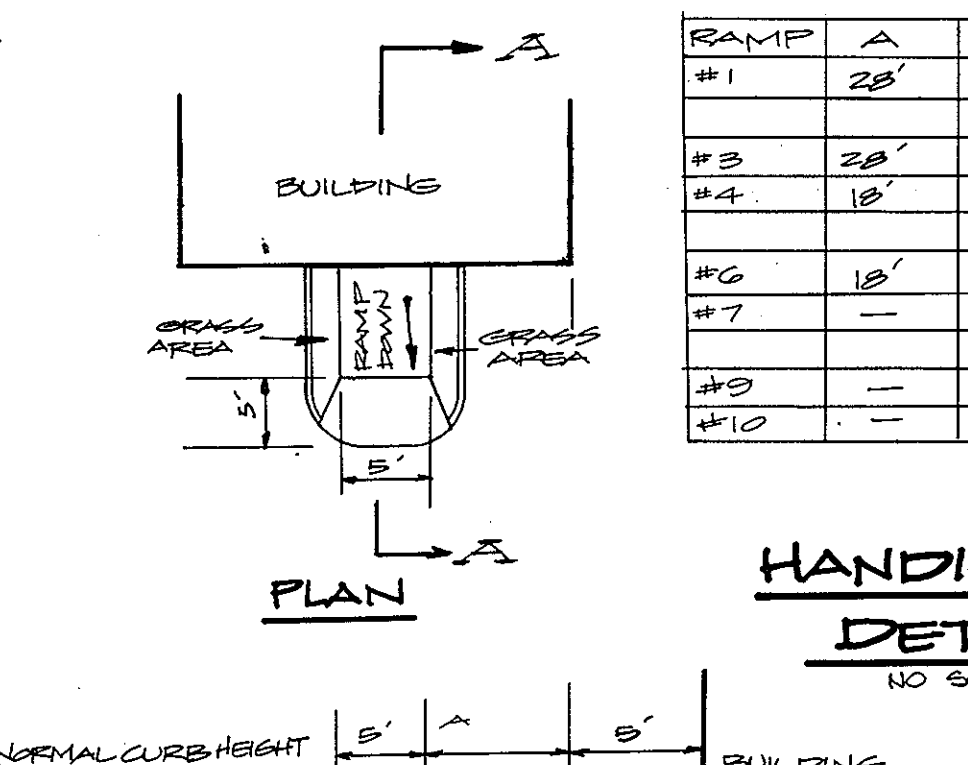 A
BUILDING
GRASS
AREA
RAMP
DOWN
GRASS
AREA
5'
5'
A
PLAN
RAMP A
#1 28'
#3 28'
#4 18'
#6 18'
#7 —
#9 —
#10 —
HANDI
DET
NO S
NORMAL CURB HEIGHT
5' A 5'
BUILDING